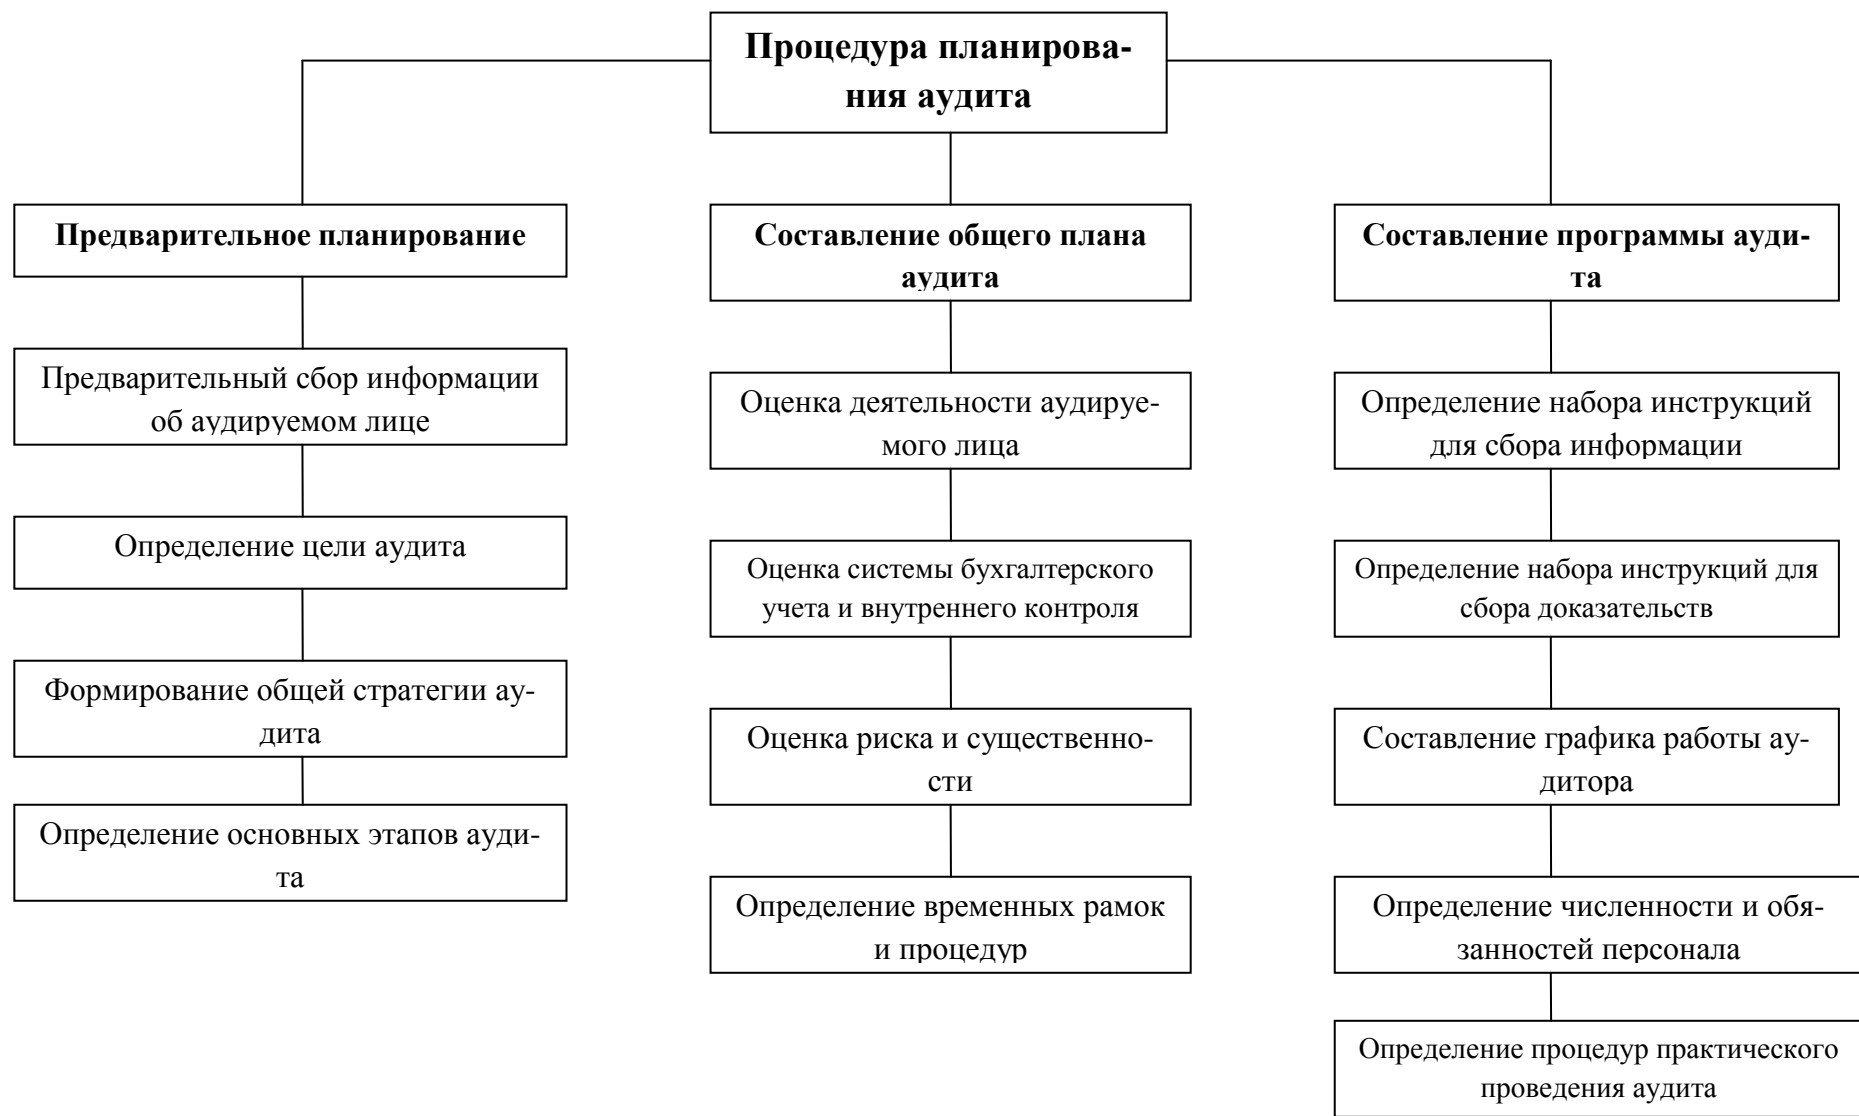 Процедура планирова-
ния аудита
Предварительное планирование
Предварительный сбор информации
об аудируемом лице
Определение цели аудита
Формирование общей стратегии ау-
дита
Определение основных этапов ауди-
та
Составление общего плана
аудита
Оценка деятельности аудируе-
мого лица
Оценка системы бухгалтерского
учета и внутреннего контроля
Оценка риска и существенно-
сти
Определение временных рамок
и процедур
Составление программы ауди-
та
Определение набора инструкций
для сбора информации
Определение набора инструкций для
сбора доказательств
Составление графика работы ау-
дитора
Определение численности и обя-
занностей персонала
Определение процедур практического
проведения аудита